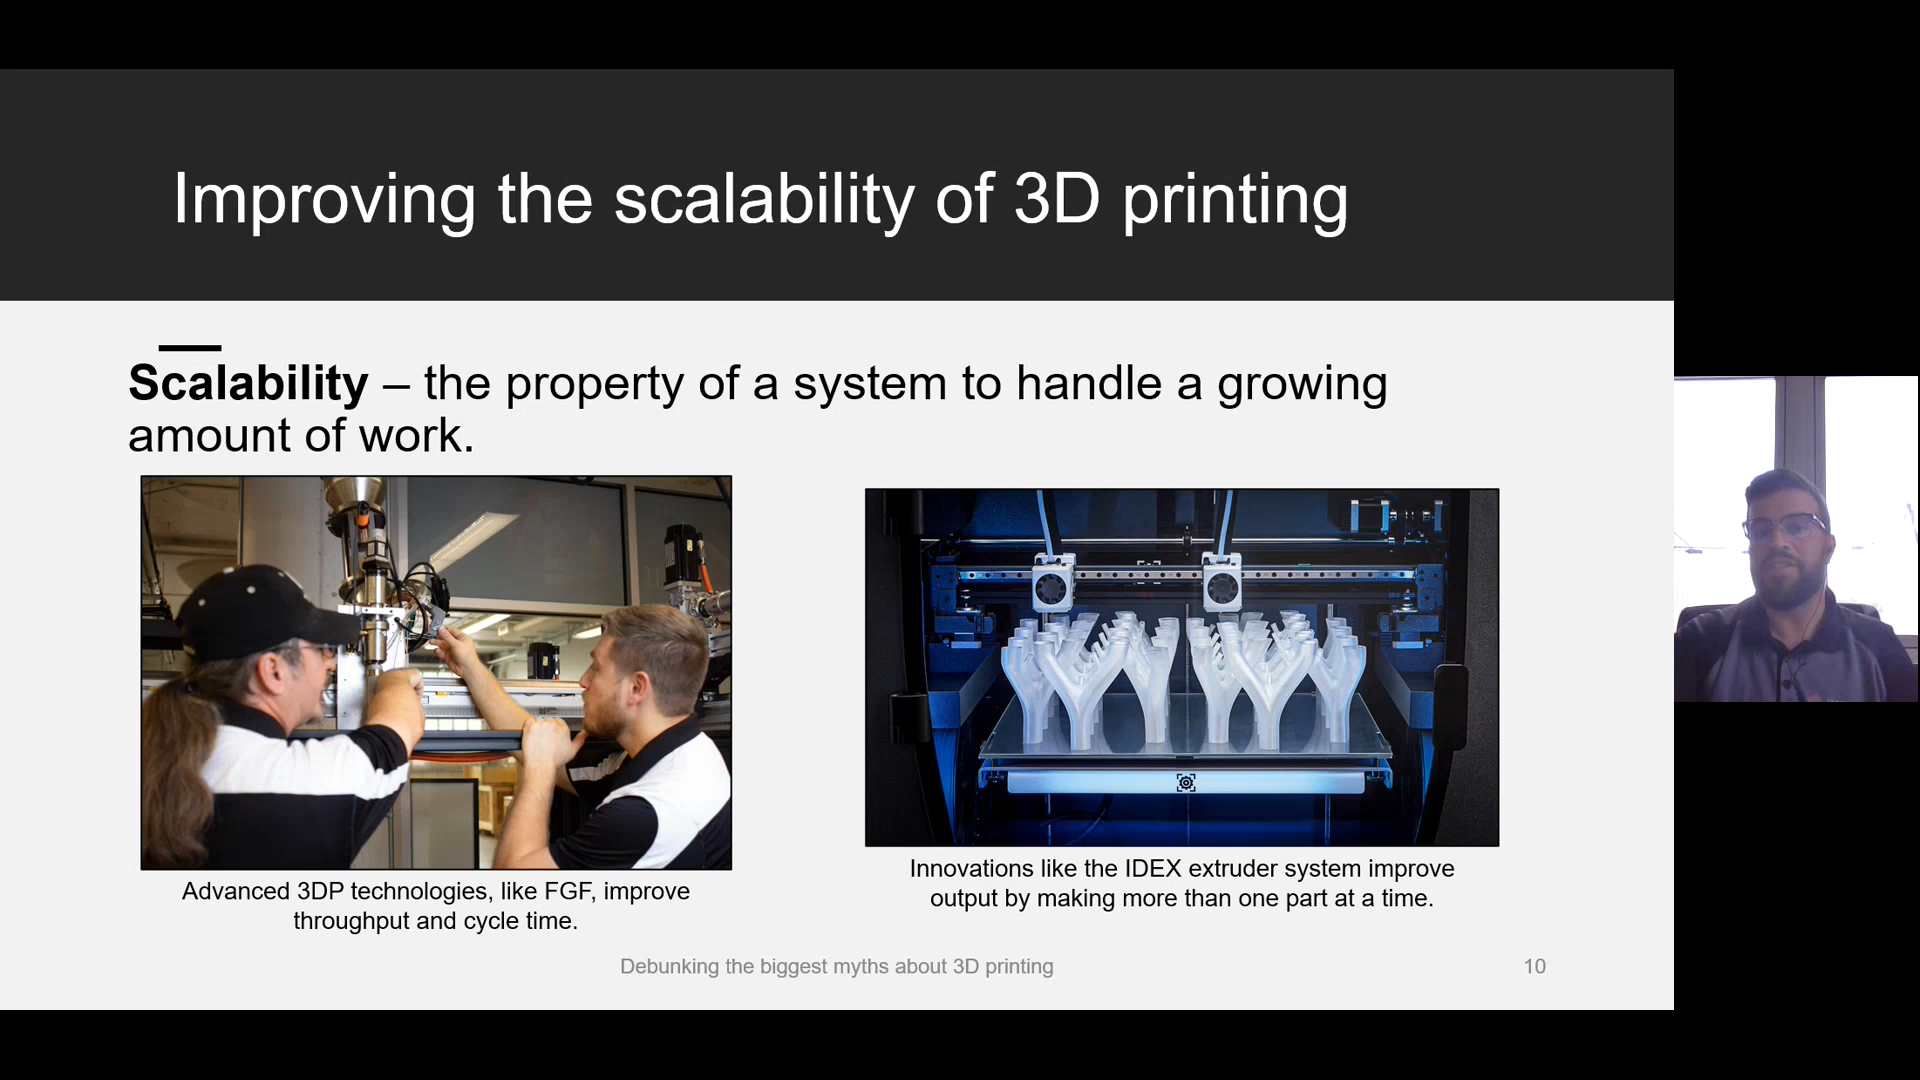 Improving the scalability of 3D printing
Scalability – the property of a system to handle a growing
amount of work.
Advanced 3DP technologies, like FGF, improve
throughput and cycle time.
Innovations like the IDEX extruder system improve
output by making more than one part at a time.
Debunking the biggest myths about 3D printing
10